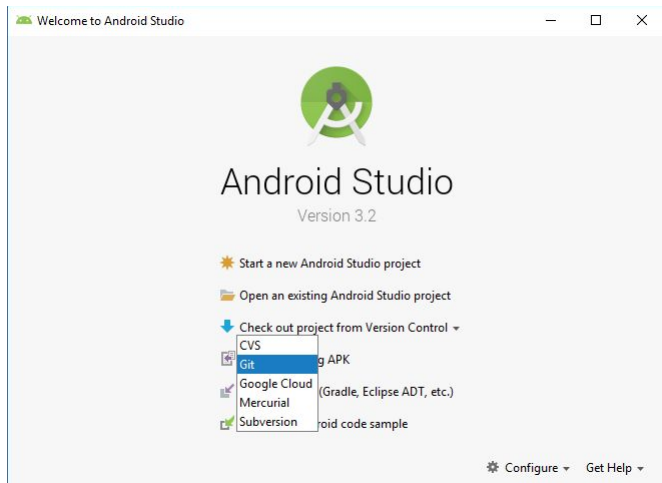 Welcome to Android Studio
Android Studio
Version 3.2
Start a new Android Studio project
Open an existing Android Studio project
Check out project from Version Control
CVS
Git
APK
Google Cloud
(Gradle, Eclipse ADT, etc.)
Mercurial
Subversion
code sample
Configure
Get Help